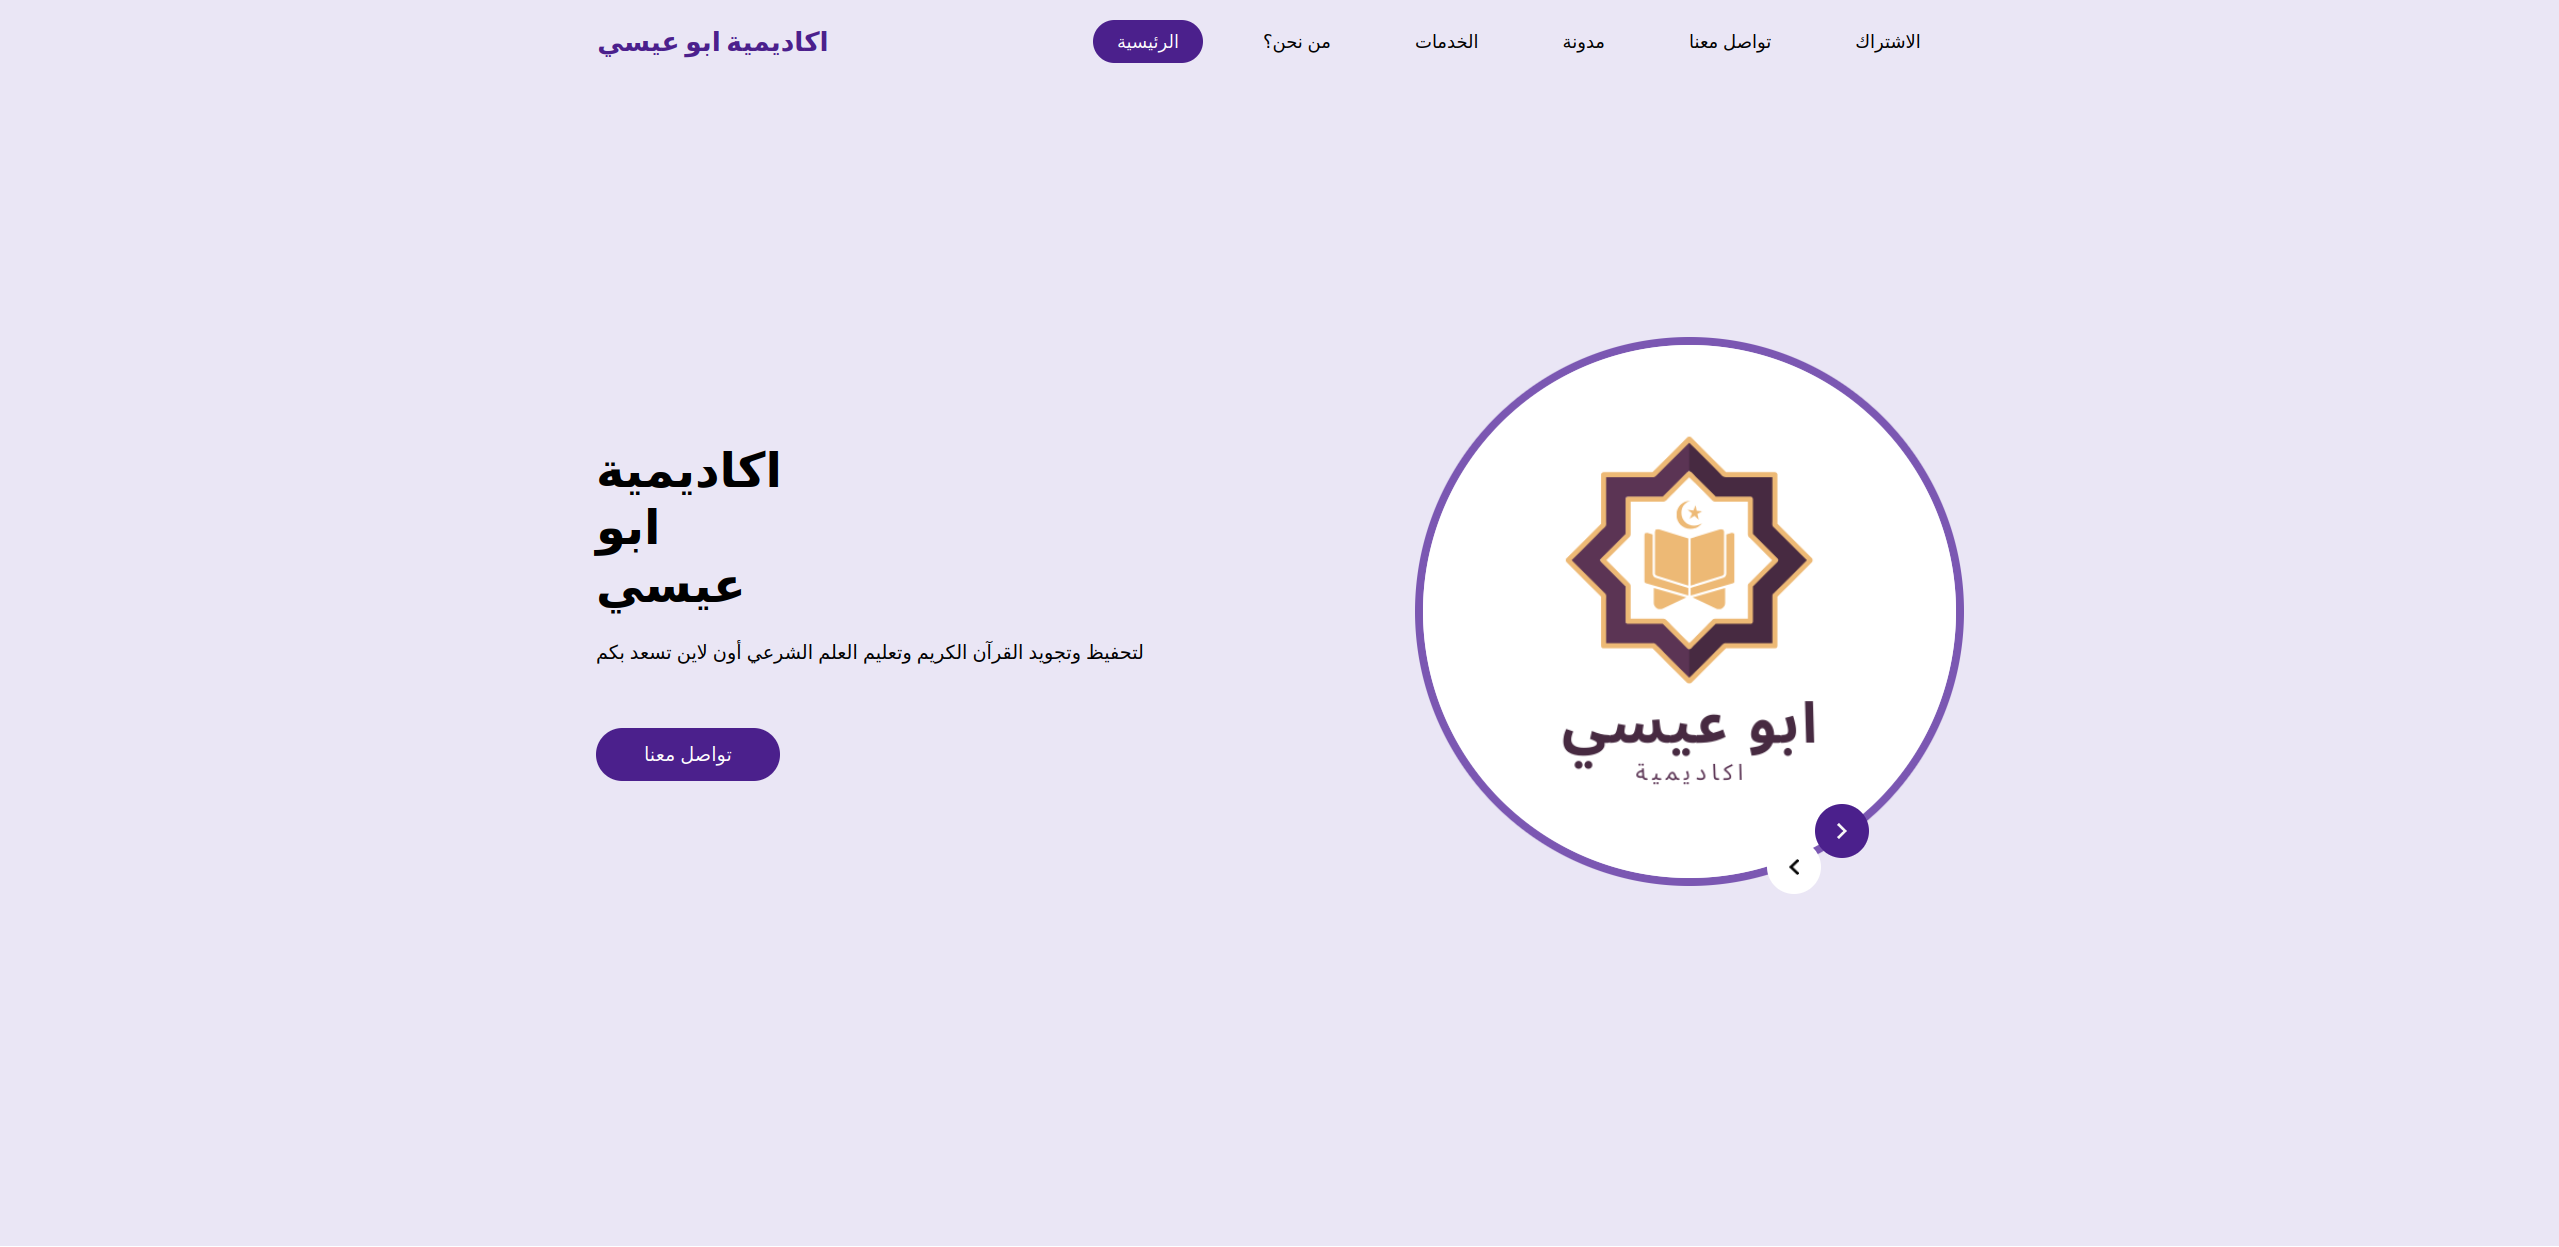 اكاديمية ابو عيسي
الرئيسية
من نحن؟
الخدمات
مدونة
تواصل معنا
الاشتراك
اكاديمية
ابو
عيسي
لتحفيظ وتجويد القرآن الكريم وتعليم العلم الشرعي أون لاين تسعد بكم
تواصل معنا
ابو عيسي
اكاديمية